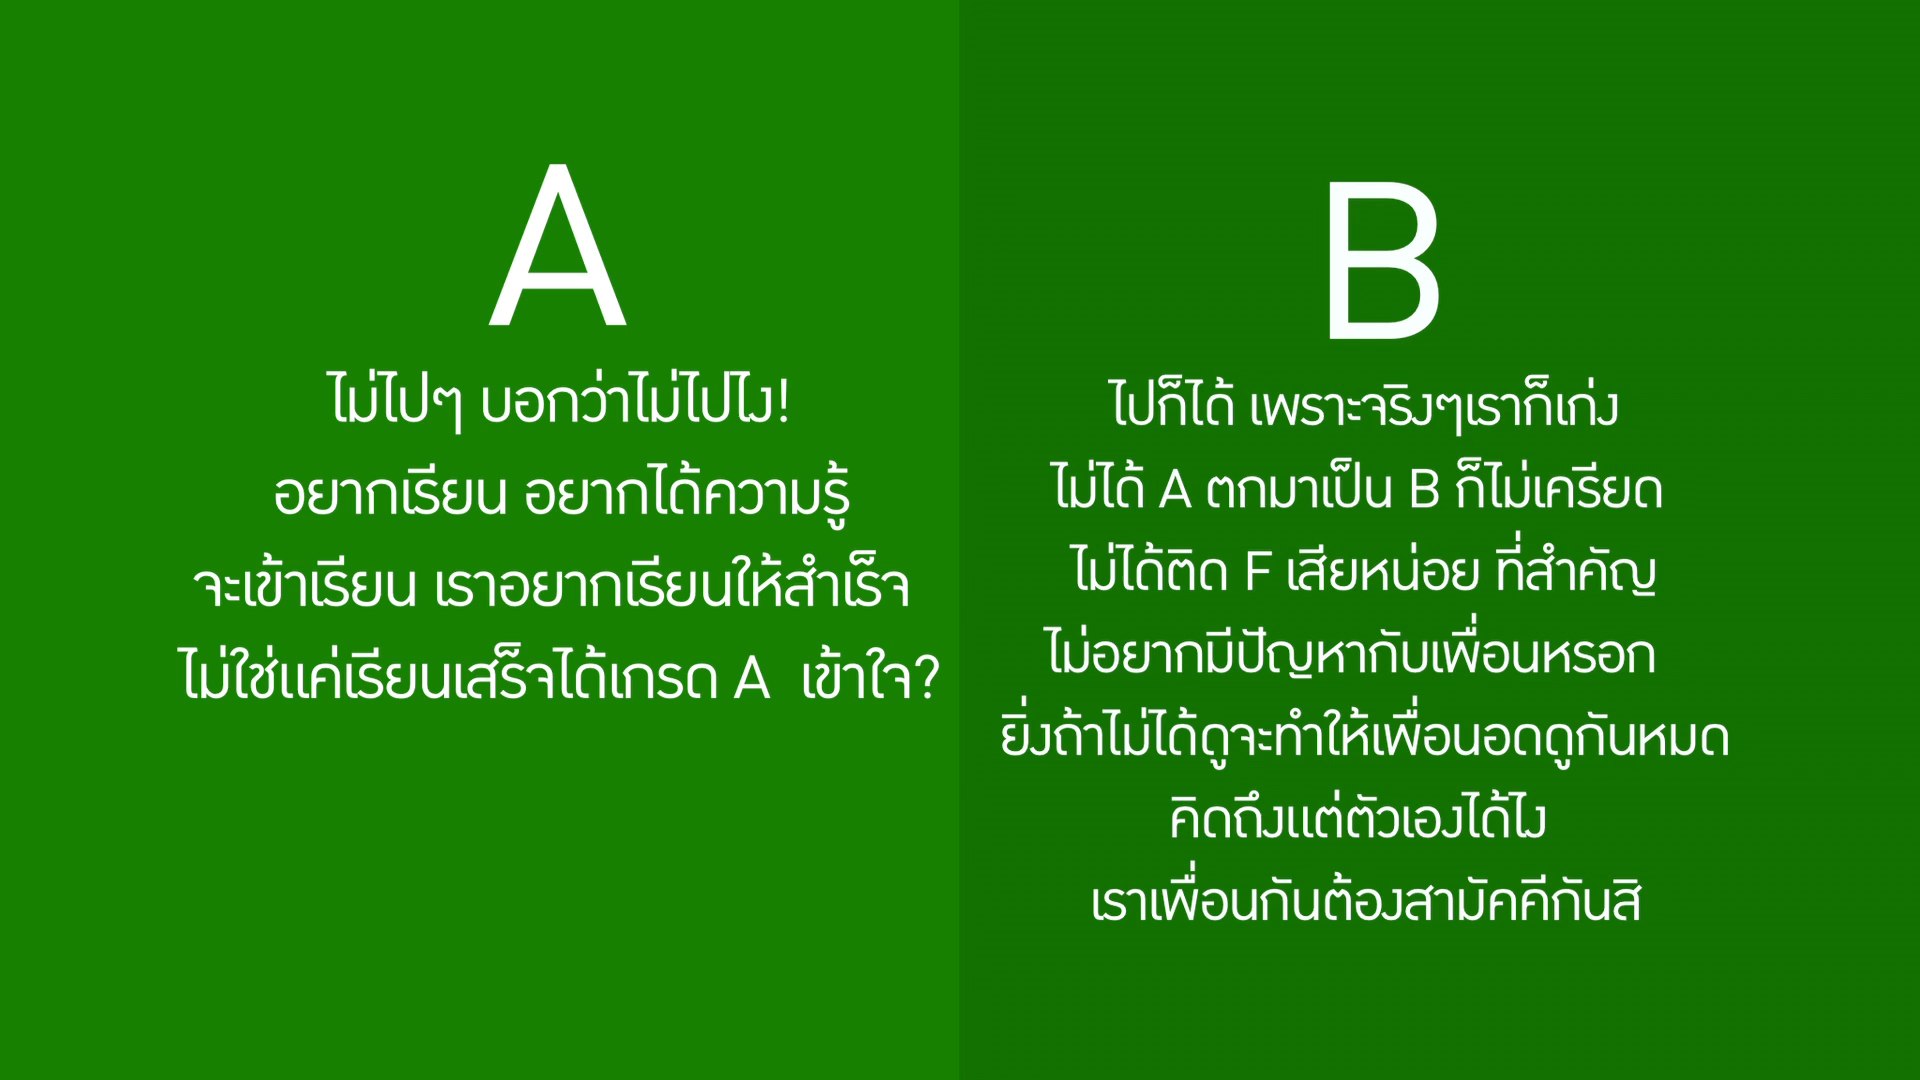 A
ไม่ไปๆ บอกว่าไม่ไปไง!
อยากเรียน อยากได้ความรู้
จะเข้าเรียน เราอยากเรียนให้สำเร็จ
ไม่ใช่แค่เรียนเสร็จได้เกรด A เข้าใจ?
B
ไปก็ได้ เพราะจริงๆเราก็เก่ง
ไม่ได้ A ตกมาเป็น B ก็ไม่เครียด
ไม่ได้ติด F เสียหน่อย ที่สำคัญ
ไม่อยากมีปัญหากับเพื่อนหรอก
ยิ่งถ้าไม่ได้ดูจะทำให้เพื่อนอดดูกันหมด
คิดถึงแต่ตัวเองได้ไง
เราเพื่อนกันต้องสามัคคีกันสิ